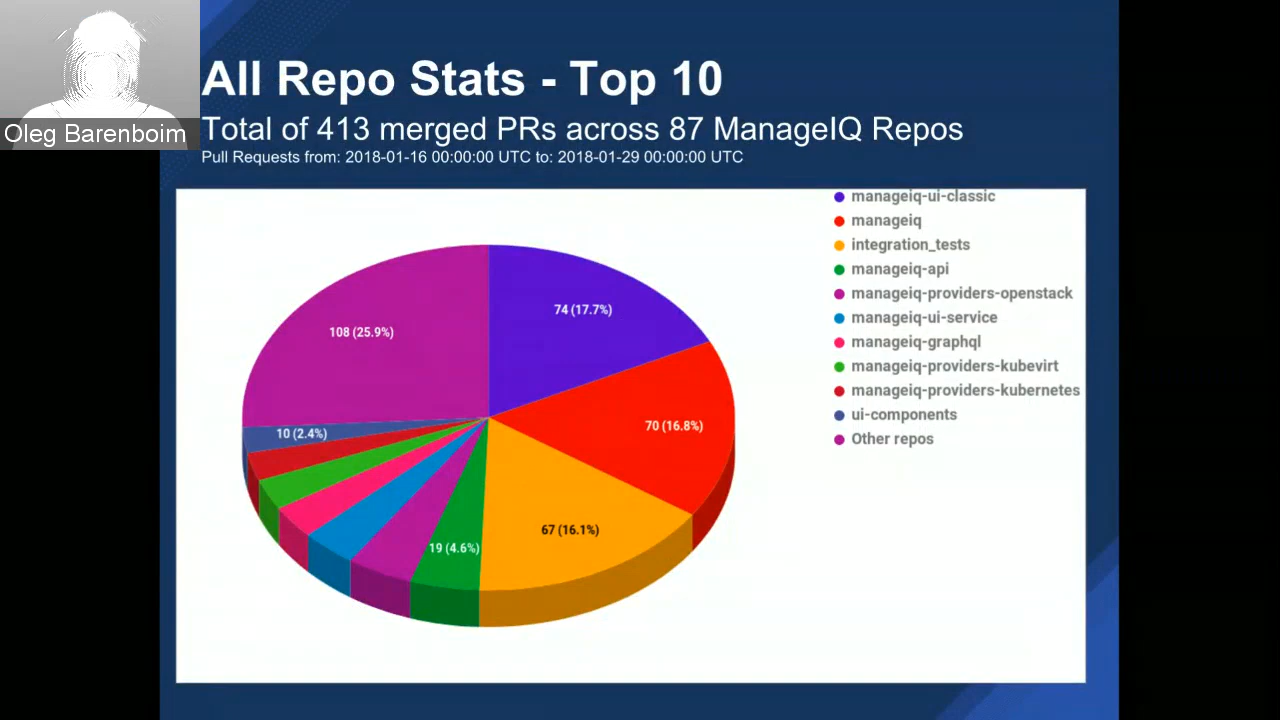 Oleg Barenboim
All Repo Stats - Top 10
Total of 413 merged PRs across 87 ManageIQ Repos
Pull Requests from: 2018-01-16 00:00:00 UTC to: 2018-01-29 00:00:00 UTC
manageiq-ui-classic
manageiq
integration_tests
manageiq-api
manageiq-providers-openstack
manageiq-ui-service
manageiq-graphql
manageiq-providers-kubevirt
manageiq-providers-kubernetes
ui-components
Other repos
74 (17.7%)
108 (25.9%)
70 (16.8%)
10 (2.4%)
67 (16.1%)
19 (4.6%)